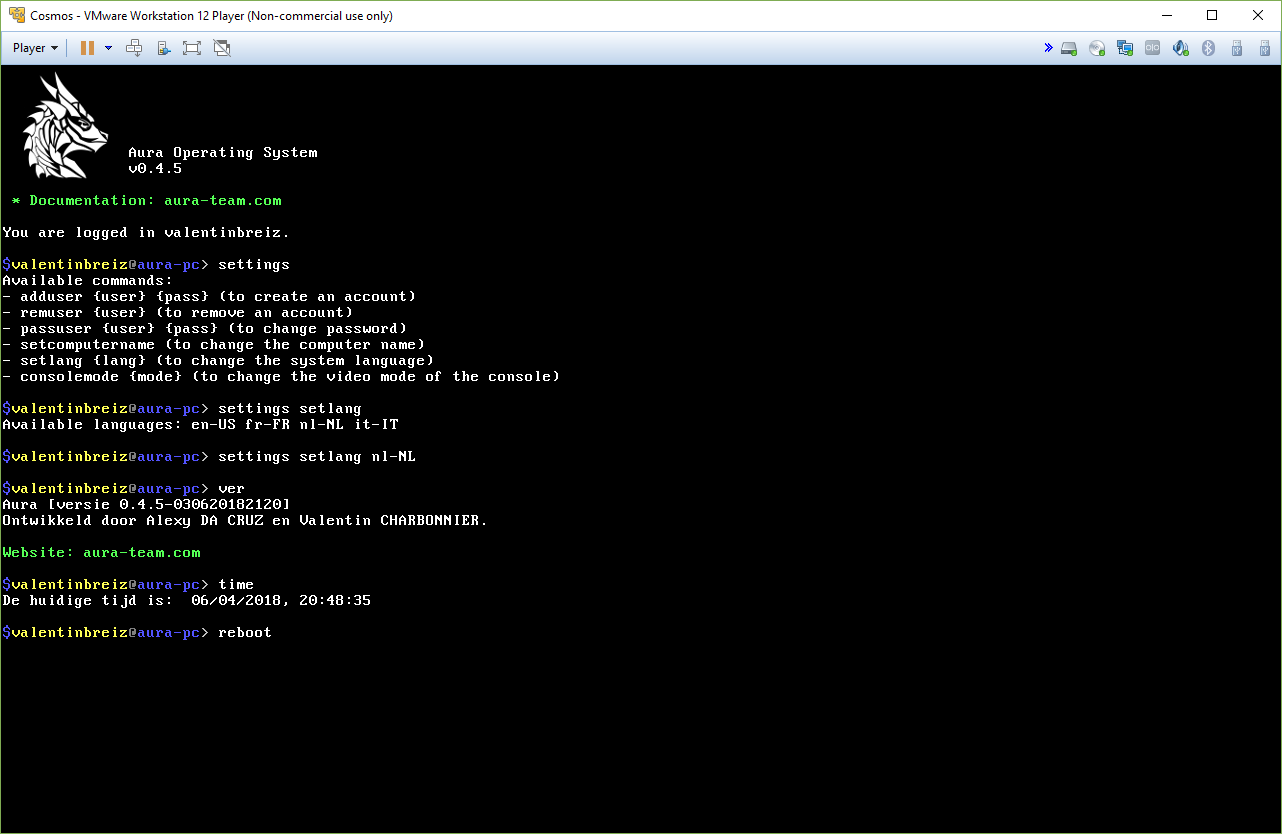 Cosmos - VMware Workstation 12 Player (Non-commercial use only)
Player
Aura Operating System
v0.4.5
* Documentation: aura-team.com
You are logged in valentinbreiz.
$valentinbreiz@aura-pc> settings
Available commands:
- adduser {user} {pass} (to create an account)
- remuser {user} (to remove an account)
- passuser {user} {pass} (to change password)
- setcomputername (to change the computer name)
- setlang {lang} (to change the system language)
- consolemode {mode} (to change the video mode of the console)
$valentinbreiz@aura-pc> settings setlang
Available languages: en-US fr-FR nl-NL it-IT
$valentinbreiz@aura-pc> settings setlang nl-NL
$valentinbreiz@aura-pc> ver
Aura [versie 0.4.5-030620182120]
Ontwikkeld door Alexy DA CRUZ en Valentin CHARBONNIER.
Website: aura-team.com
$valentinbreiz@aura-pc> time
De huidige tijd is:  06/04/2018, 20:48:35
$valentinbreiz@aura-pc> reboot